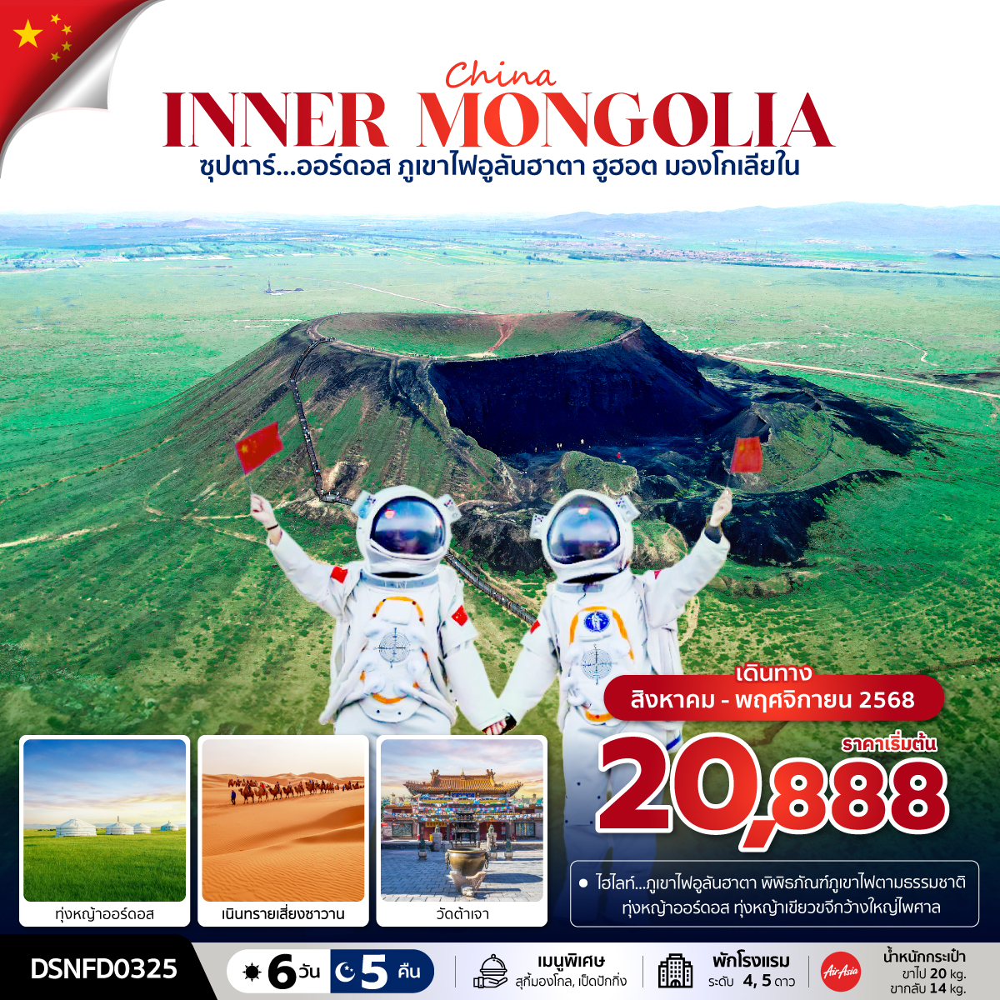 China
INNER MONGOLIA
ซุปตาร์...ออร์ดอส ภูเขาไฟอูลันฮาตา ฮูฮอต มองโกเลียใน
เดินทาง
สิงหาคม - พฤศจิกายน 2568
ราคาเริ่มต้น
20,888
• ไฮไลท์...ภูเขาไฟอูลันฮาตา พิพิธภัณฑ์ภูเขาไฟตามธรรมชาติ
ทุ่งหญ้าออร์ดอส ทุ่งหญ้าเขียวขจีกว้างใหญ่ไพศาล
ทุ่งหญ้าออร์ดอส
เนินทรายเสี่ยงซาวาน
วัดต้าเจา
DSNFD0325
6 วัน 5 คืน
เมนูพิเศษ
สุกี้มองโกล, เป็ดปักกิ่ง
พักโรงแรม
ระดับ 4, 5 ดาว
AirAsia
น้ำหนักกระเป๋า
ขาไป 20 kg.
ขากลับ 14 kg.